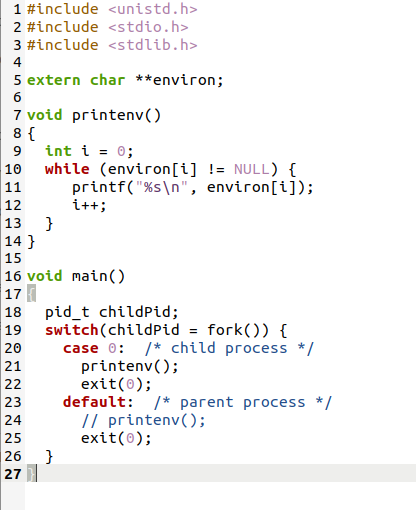 1 #include <unistd.h>
2 #include <stdio.h>
3 #include <stdlib.h>
4
5 extern char **environ;
6
7 void printenv()
8 {
9   int i = 0;
10   while (environ[i] != NULL) {
11      printf("%s\n", environ[i]);
12      i++;
13   }
14 }
15
16 void main()
17 {
18   pid_t childPid;
19   switch(childPid = fork()) {
20     case 0:  /* child process */
21       printenv();
22       exit(0);
23     default:  /* parent process */
24       // printenv();
25       exit(0);
26   }
27 }